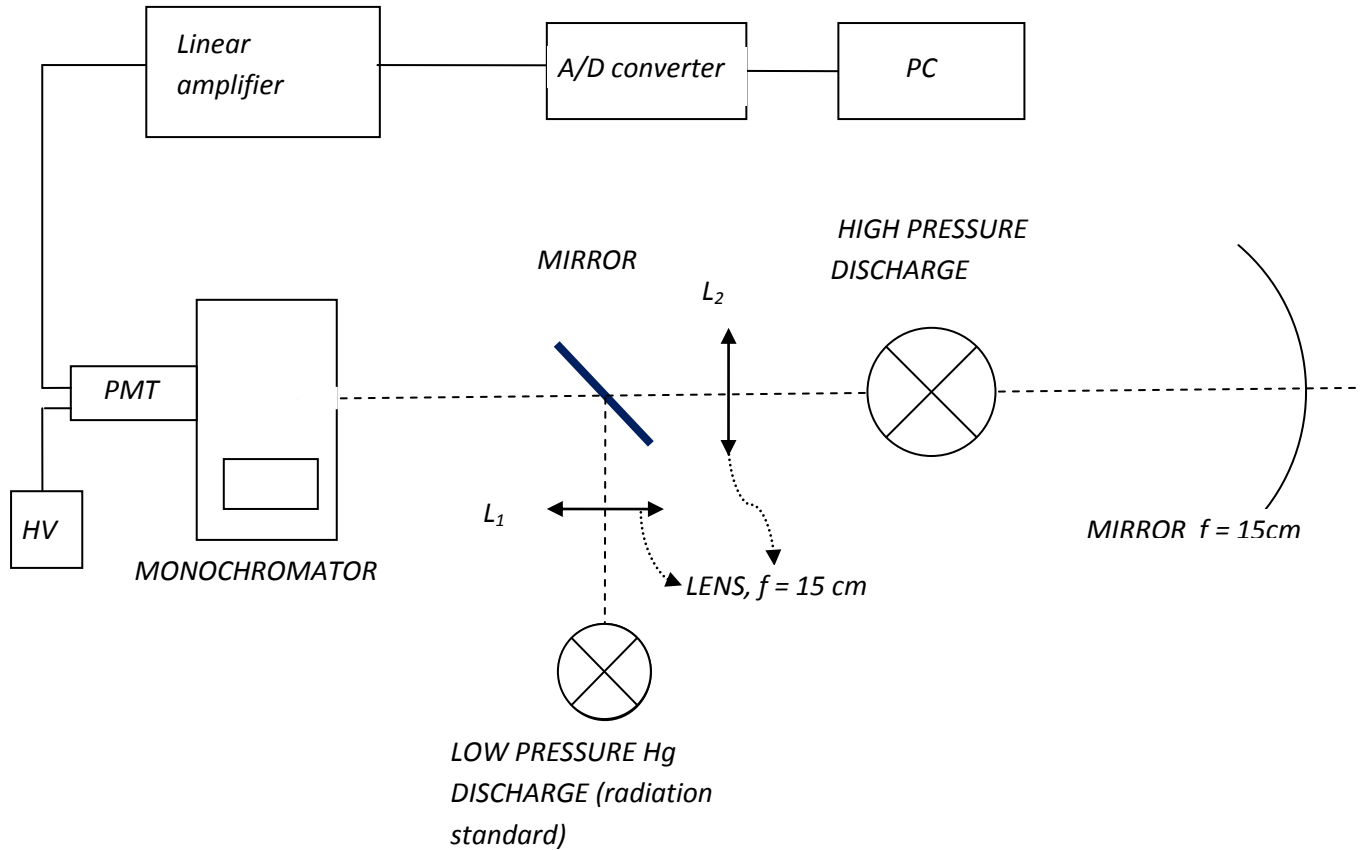 Linear
amplifier
A/D converter
PC
HIGH PRESSURE
DISCHARGE
MIRROR
L2
PMT
L1
HV
MONOCHROMATOR
LENS, f = 15 cm
MIRROR f = 15cm
LOW PRESSURE Hg
DISCHARGE (radiation
standard)